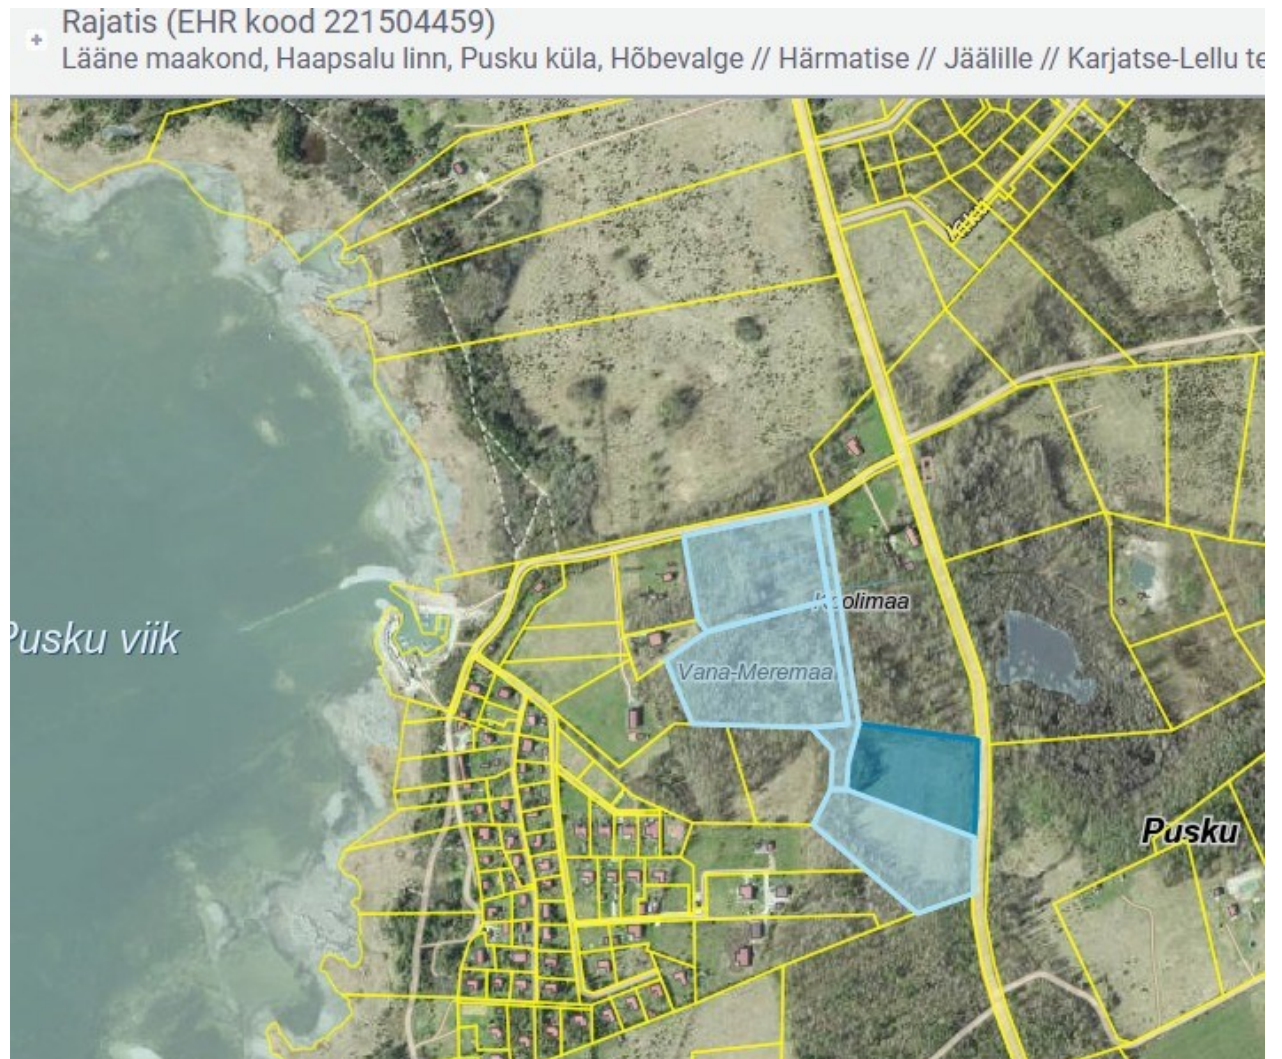 Rajatis (EHR kood 221504459)
Lääne maakond, Haapsalu linn, Pusku küla, Hõbevalge // Härmatise // Jäälille // Karjatse-Lellu te
Pusku viik
Koolimaa
Vana-Meremaa
Pusku